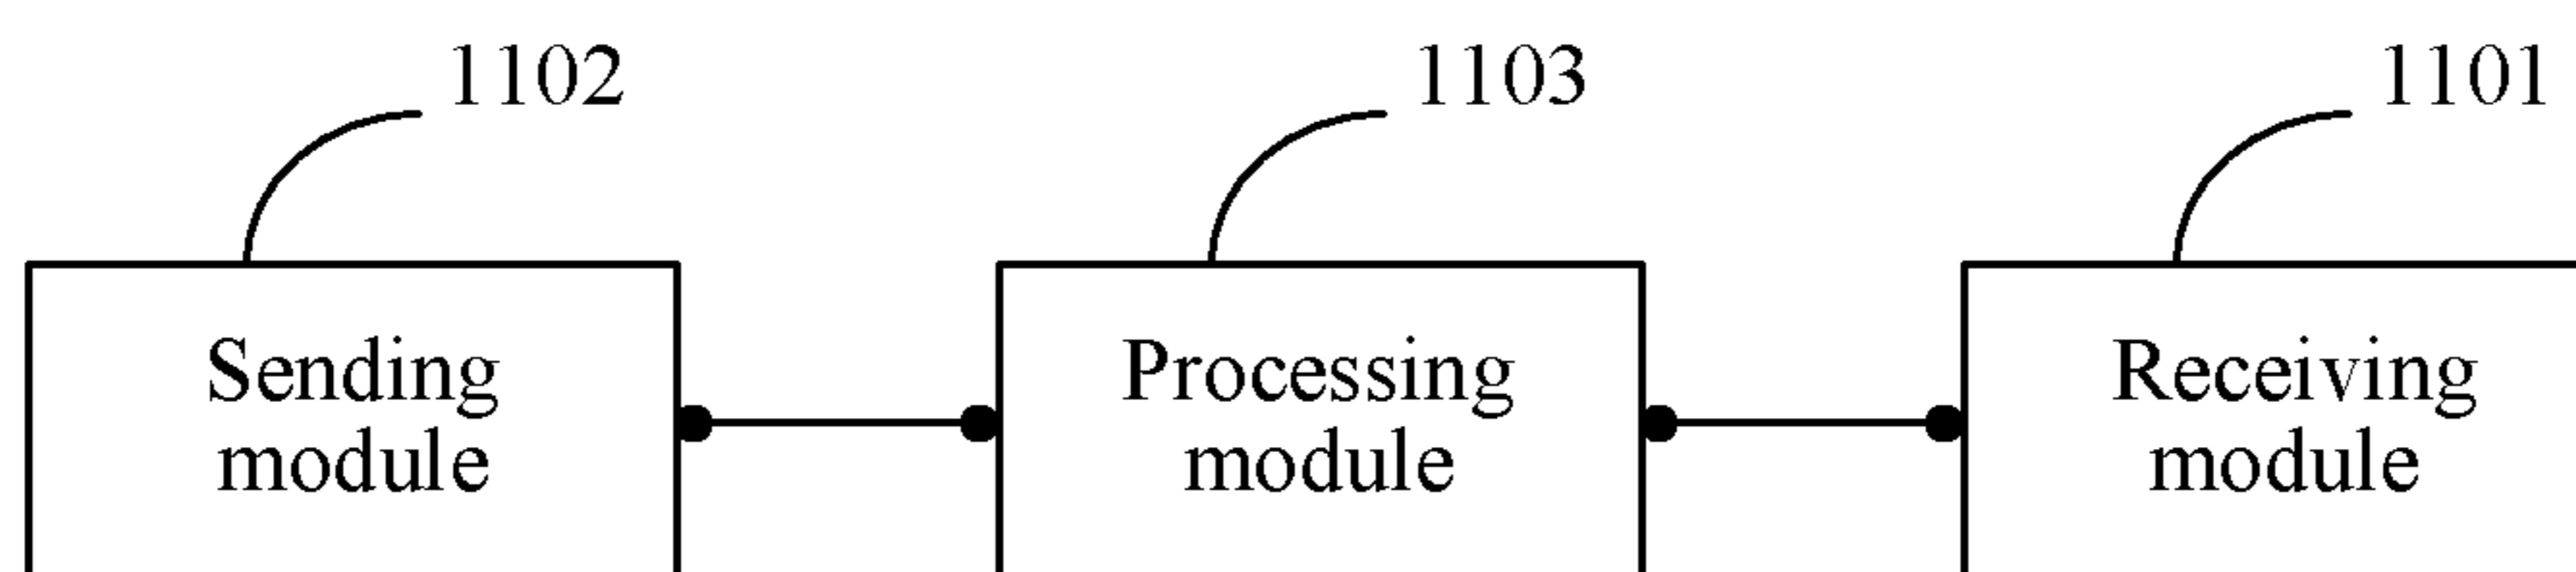 1102
1103
1101
Sending
module
Processing
module
Receiving
module